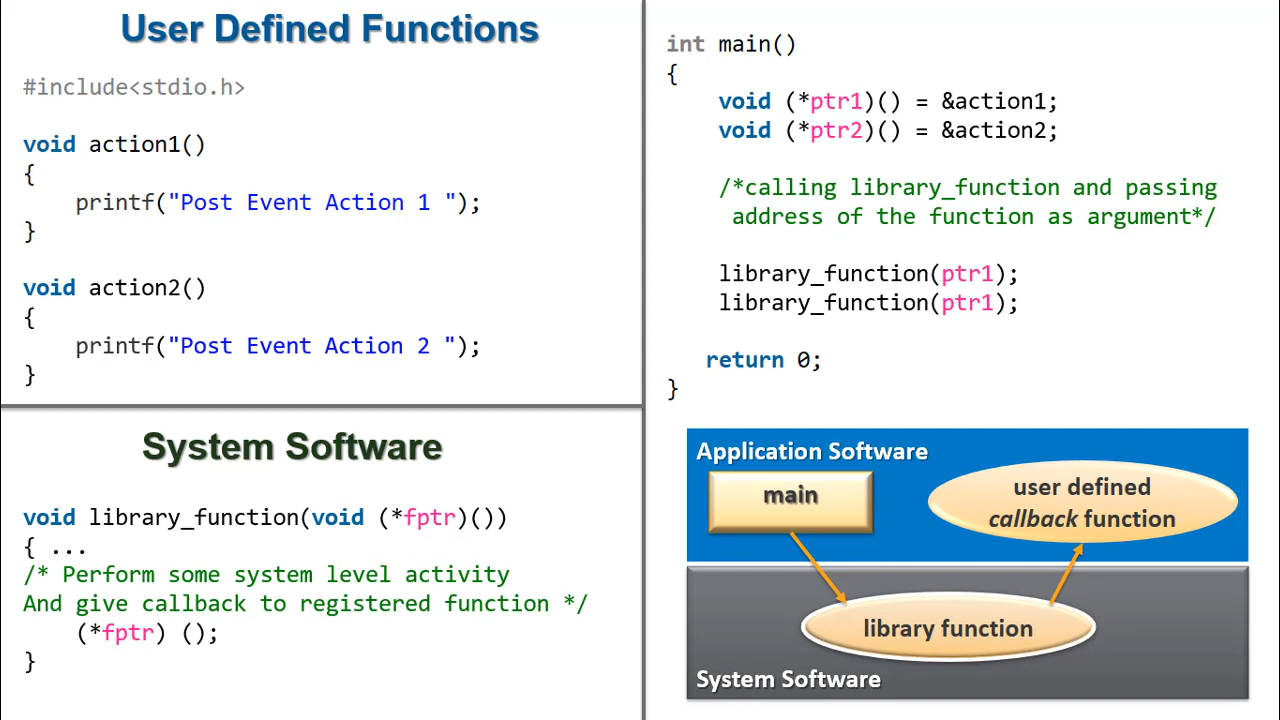 User Defined Functions
#include<stdio.h>
void action1()
{
printf("Post Event Action 1 ");
}
void action2()
{
printf("Post Event Action 2 ");
}
System Software
void library_function(void (*fptr)())
{ ...
/* Perform some system level activity
And give callback to registered function */
(*fptr) ();
}
int main()
{
void (*ptr1)() = &action1;
void (*ptr2)() = &action2;
/*calling library_function and passing
address of the function as argument*/
library_function(ptr1);
library_function(ptr1);
return 0;
}
Application Software
main
user defined
callback function
library function
System Software